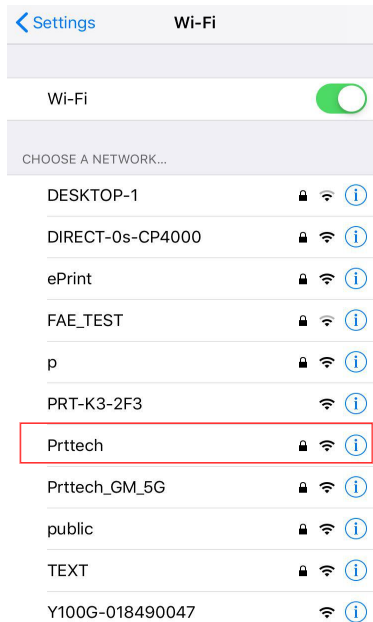 Settings
Wi-Fi
Wi-Fi
CHOOSE A NETWORK...
DESKTOP-1
DIRECT-0s-CP4000
ePrint
FAE_TEST
p
PRT-K3-2F3
Prttech
Prttech_GM_5G
public
TEXT
Y100G-018490047